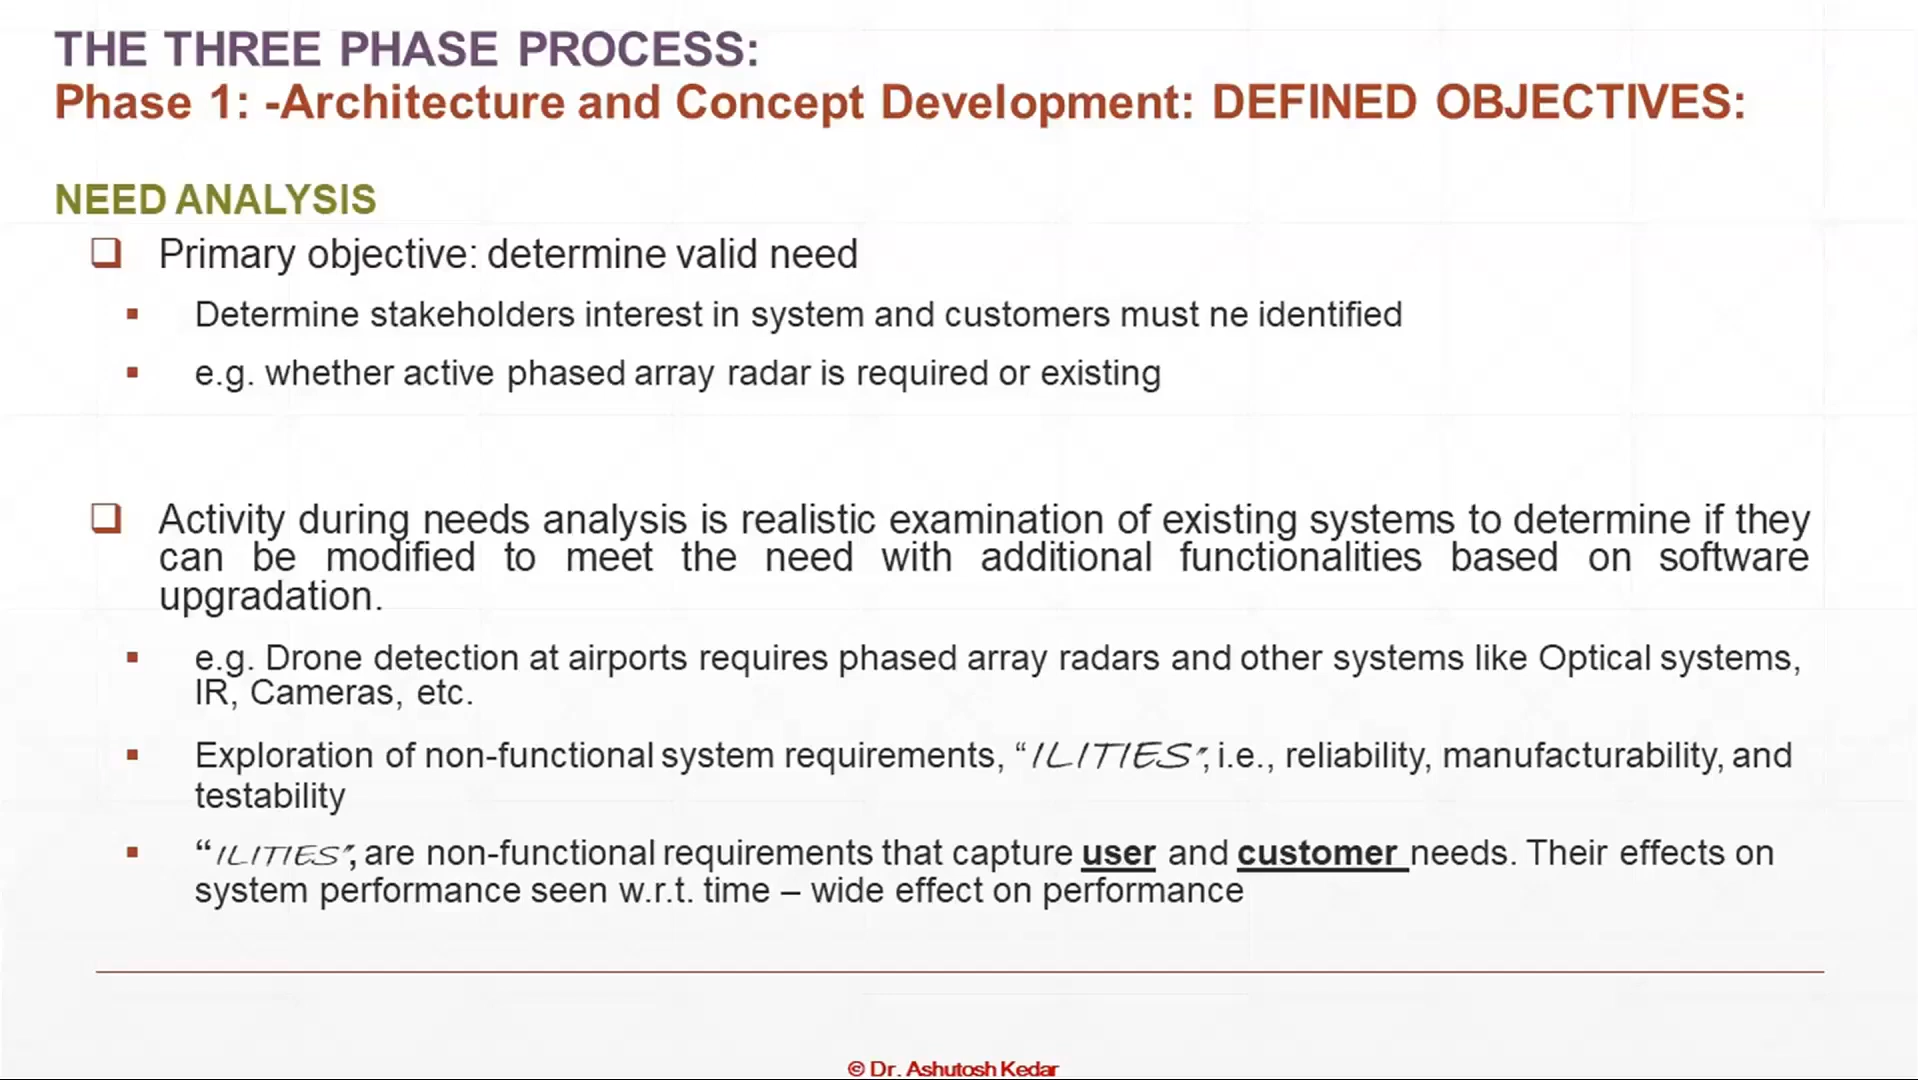 THE THREE PHASE PROCESS:
Phase 1: -Architecture and Concept Development: DEFINED OBJECTIVES:
NEED ANALYSIS
Primary objective: determine valid need
Determine stakeholders interest in system and customers must ne identified
e.g. whether active phased array radar is required or existing
Activity during needs analysis is realistic examination of existing systems to determine if they
can be modified to meet the need with additional functionalities based on software
upgradation.
e.g. Drone detection at airports requires phased array radars and other systems like Optical systems,
IR, Cameras, etc.
Exploration of non-functional system requirements, “ILITIES”, i.e., reliability, manufacturability, and
testability
“ILITIES”, are non-functional requirements that capture user and customer needs. Their effects on
system performance seen w.r.t. time – wide effect on performance
© Dr. Ashutosh Kedar